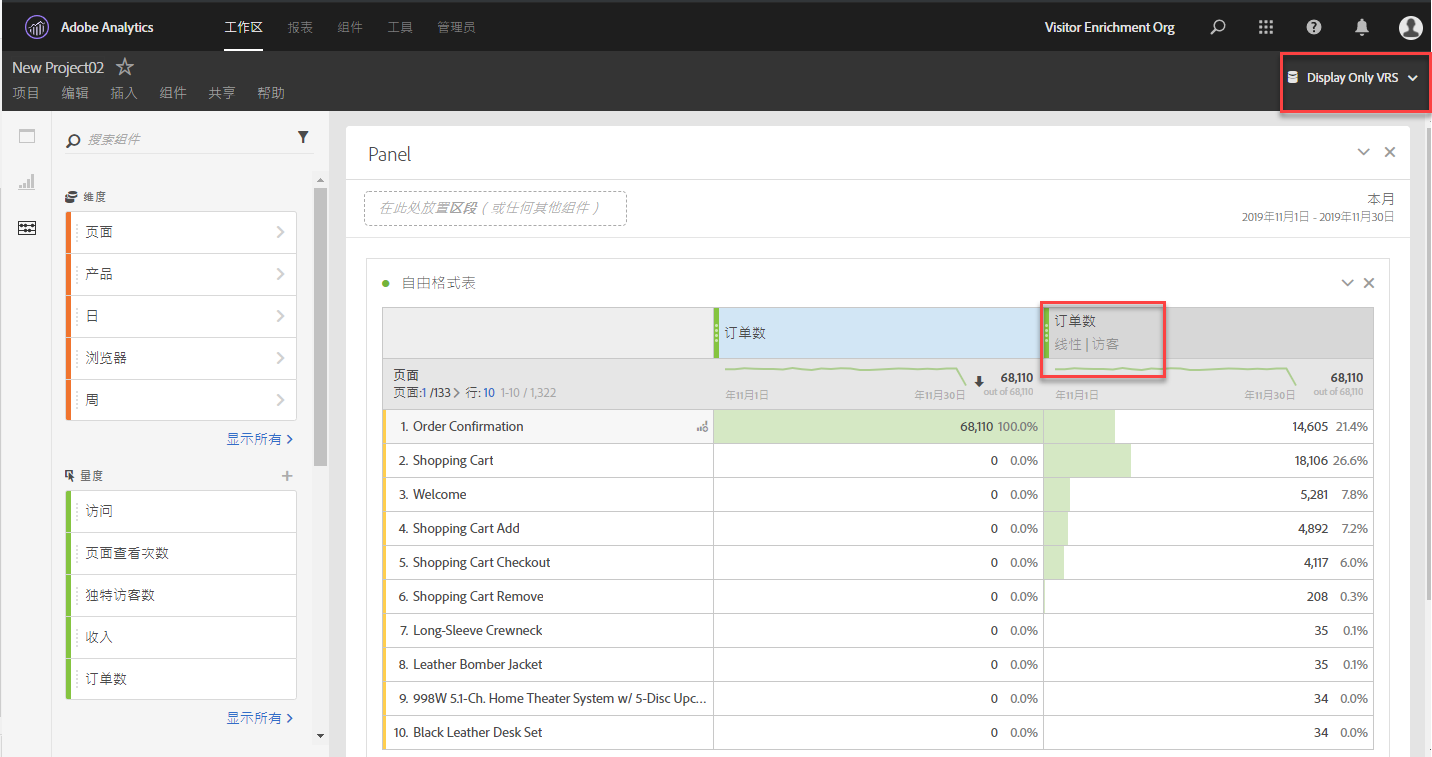 Adobe Analytics 工作区 报表 组件 工具 管理员 Visitor Enrichment Org
New Project02
项目 编辑 插入 组件 共享 帮助
Display Only VRS
搜索组件
维度
页面
产品
日
浏览器
周
显示所有
量度
访问
页面查看次数
独特访客数
收入
订单数
显示所有
Panel
在此处放置区段（或任何其他组件）
本月
2019年11月1日 - 2019年11月30日
自由格式表
订单数
订单数
线性 | 访客
页面
页面:1 /133 行: 10 1-10 / 1,322
年11月1日 年11月30日
68,110
out of 68,110
年11月1日 年11月30日
68,110
out of 68,110
1. Order Confirmation 68,110 100.0% 14,605 21.4%
2. Shopping Cart 0 0.0% 18,106 26.6%
3. Welcome 0 0.0% 5,281 7.8%
4. Shopping Cart Add 0 0.0% 4,892 7.2%
5. Shopping Cart Checkout 0 0.0% 4,117 6.0%
6. Shopping Cart Remove 0 0.0% 208 0.3%
7. Long-Sleeve Crewneck 0 0.0% 35 0.1%
8. Leather Bomber Jacket 0 0.0% 35 0.1%
9. 998W 5.1-Ch. Home Theater System w/ 5-Disc Upc... 0 0.0% 34 0.0%
10. Black Leather Desk Set 0 0.0% 34 0.0%